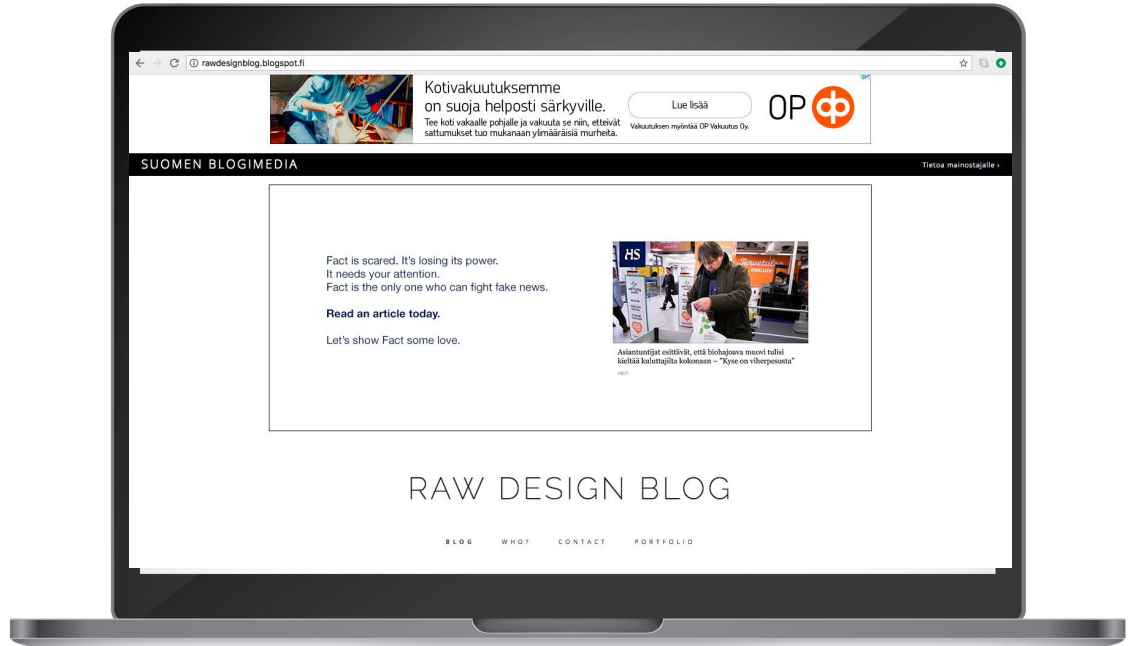 rawdesignblog.blogspot.fi
Kotivakuutuksemme
on suoja helposti särkyville.
Tee koti vakaalle pohjalle ja vakuuta se niin, etteivät
sattumukset tuo mukanaan ylimääräisiä murheita.
Lue lisää
Vakuutuksen myöntää OP Vakuutus Oy.
OP
SUOMEN BLOGIMEDIA
Tietoa mainostajalle ›
Fact is scared. It's losing its power.
It needs your attention.
Fact is the only one who can fight fake news.
Read an article today.
Let's show Fact some love.
HS
Tervetuloa
Asiantuntijat esittävät, että biohajoava muovi tulisi
kieltää kuluttajilta kokonaan – "Kyse on viherpesusta"
HS.FI
RAW DESIGN BLOG
BLOG WHO? CONTACT PORTFOLIO